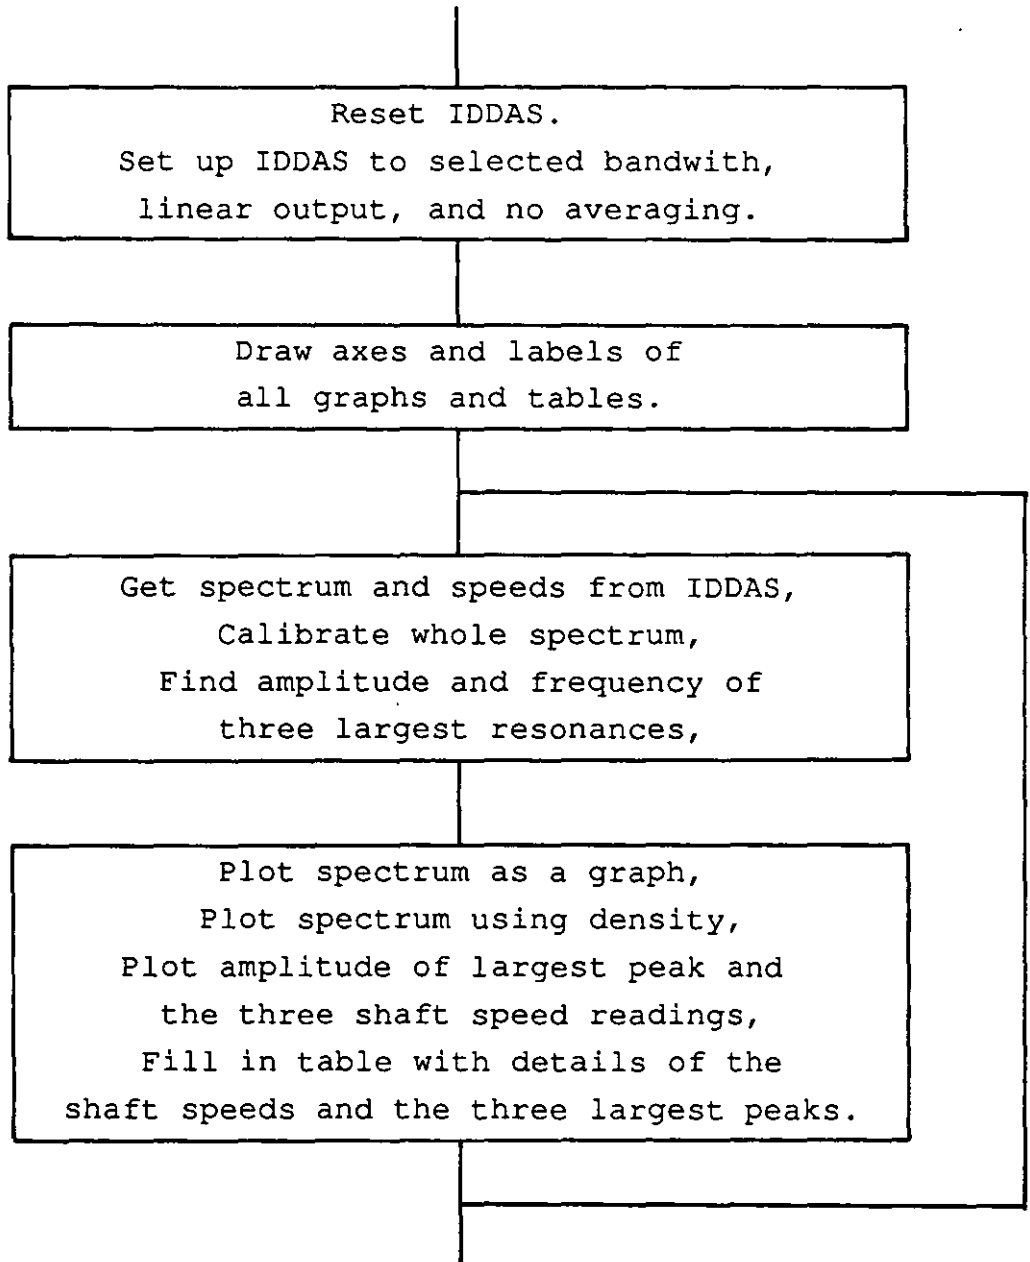 Reset IDDAS.
Set up IDDAS to selected bandwith,
linear output, and no averaging.
Draw axes and labels of
all graphs and tables.
Get spectrum and speeds from IDDAS,
Calibrate whole spectrum,
Find amplitude and frequency of
three largest resonances,
Plot spectrum as a graph,
Plot spectrum using density,
Plot amplitude of largest peak and
the three shaft speed readings,
Fill in table with details of the
shaft speeds and the three largest peaks.